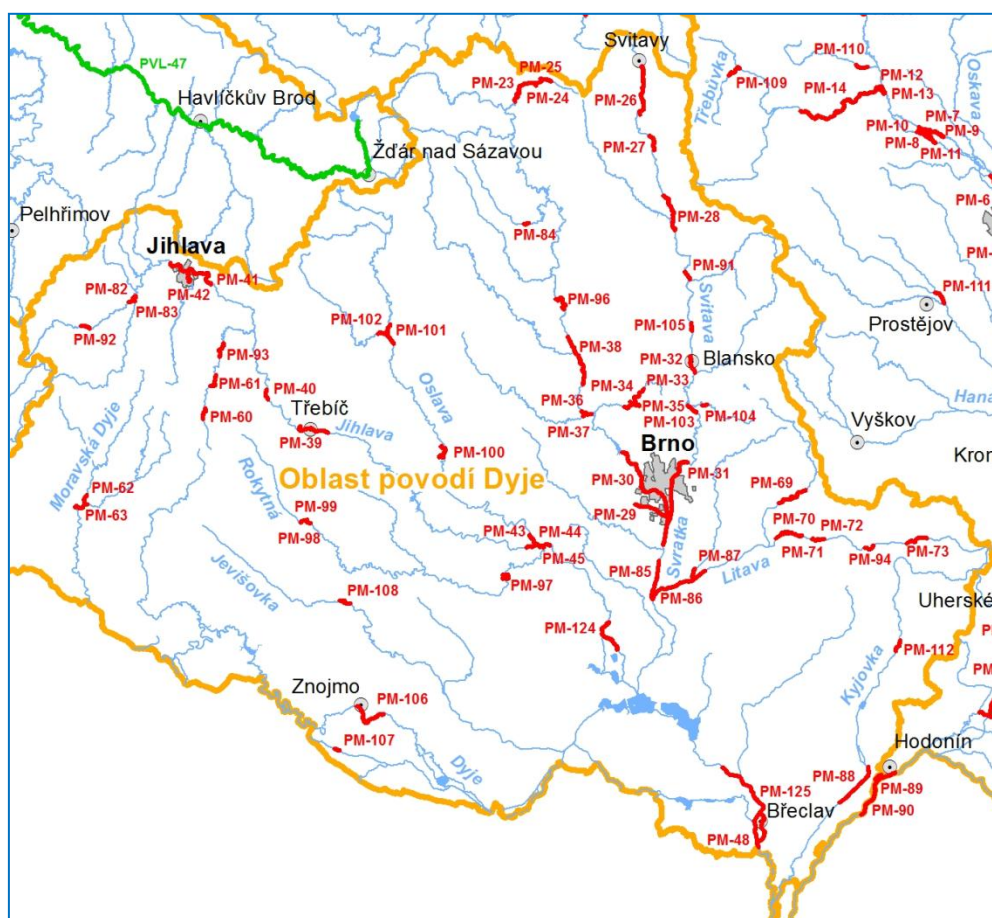 Svitavy
PM-110
PVL-47
PM-25
PM-12
PM-23
PM-109
PM-14
PM-13
Oskava
Havlíčkův Brod
PM-24
PM-26
Třebůvka
PM-7
PM-10
PM-9
PM-8
PM-11
Žďár nad Sázavou
PM-27
PM-6
Pelhřimov
PM-28
PM-84
Jihlava
PM-
PM-91
PM-41
PM-82
PM-42
Svitava
PM-111
PM-83
PM-96
Prostějov
PM-102
PM-101
PM-105
PM-92
PM-38
PM-93
PM-32
Blansko
PM-61
PM-34
PM-33
PM-40
Oslava
Haná
PM-60
PM-36
PM-35
PM-104
Třebíč
PM-103
Vyškov
PM-39
Jihlava
PM-37
Brno
Moravská Dyje
PM-100
Krom
Oblast povodí Dyje
PM-31
PM-30
Rokytná
PM-62
PM-69
PM-63
PM-99
PM-29
PM-70
PM-72
PM-43
PM-44
PM-98
Svratka
PM-87
PM-71
PM-73
PM-45
PM-94
Jevišovka
PM-85
Litava
PM-97
PM-108
PM-86
Uherské
PM-124
PM-112
Kyjovka
Znojmo
PM-106
PM-107
Hodonín
Dyje
PM-88
PM-125
PM-89
Břeclav
PM-90
PM-48